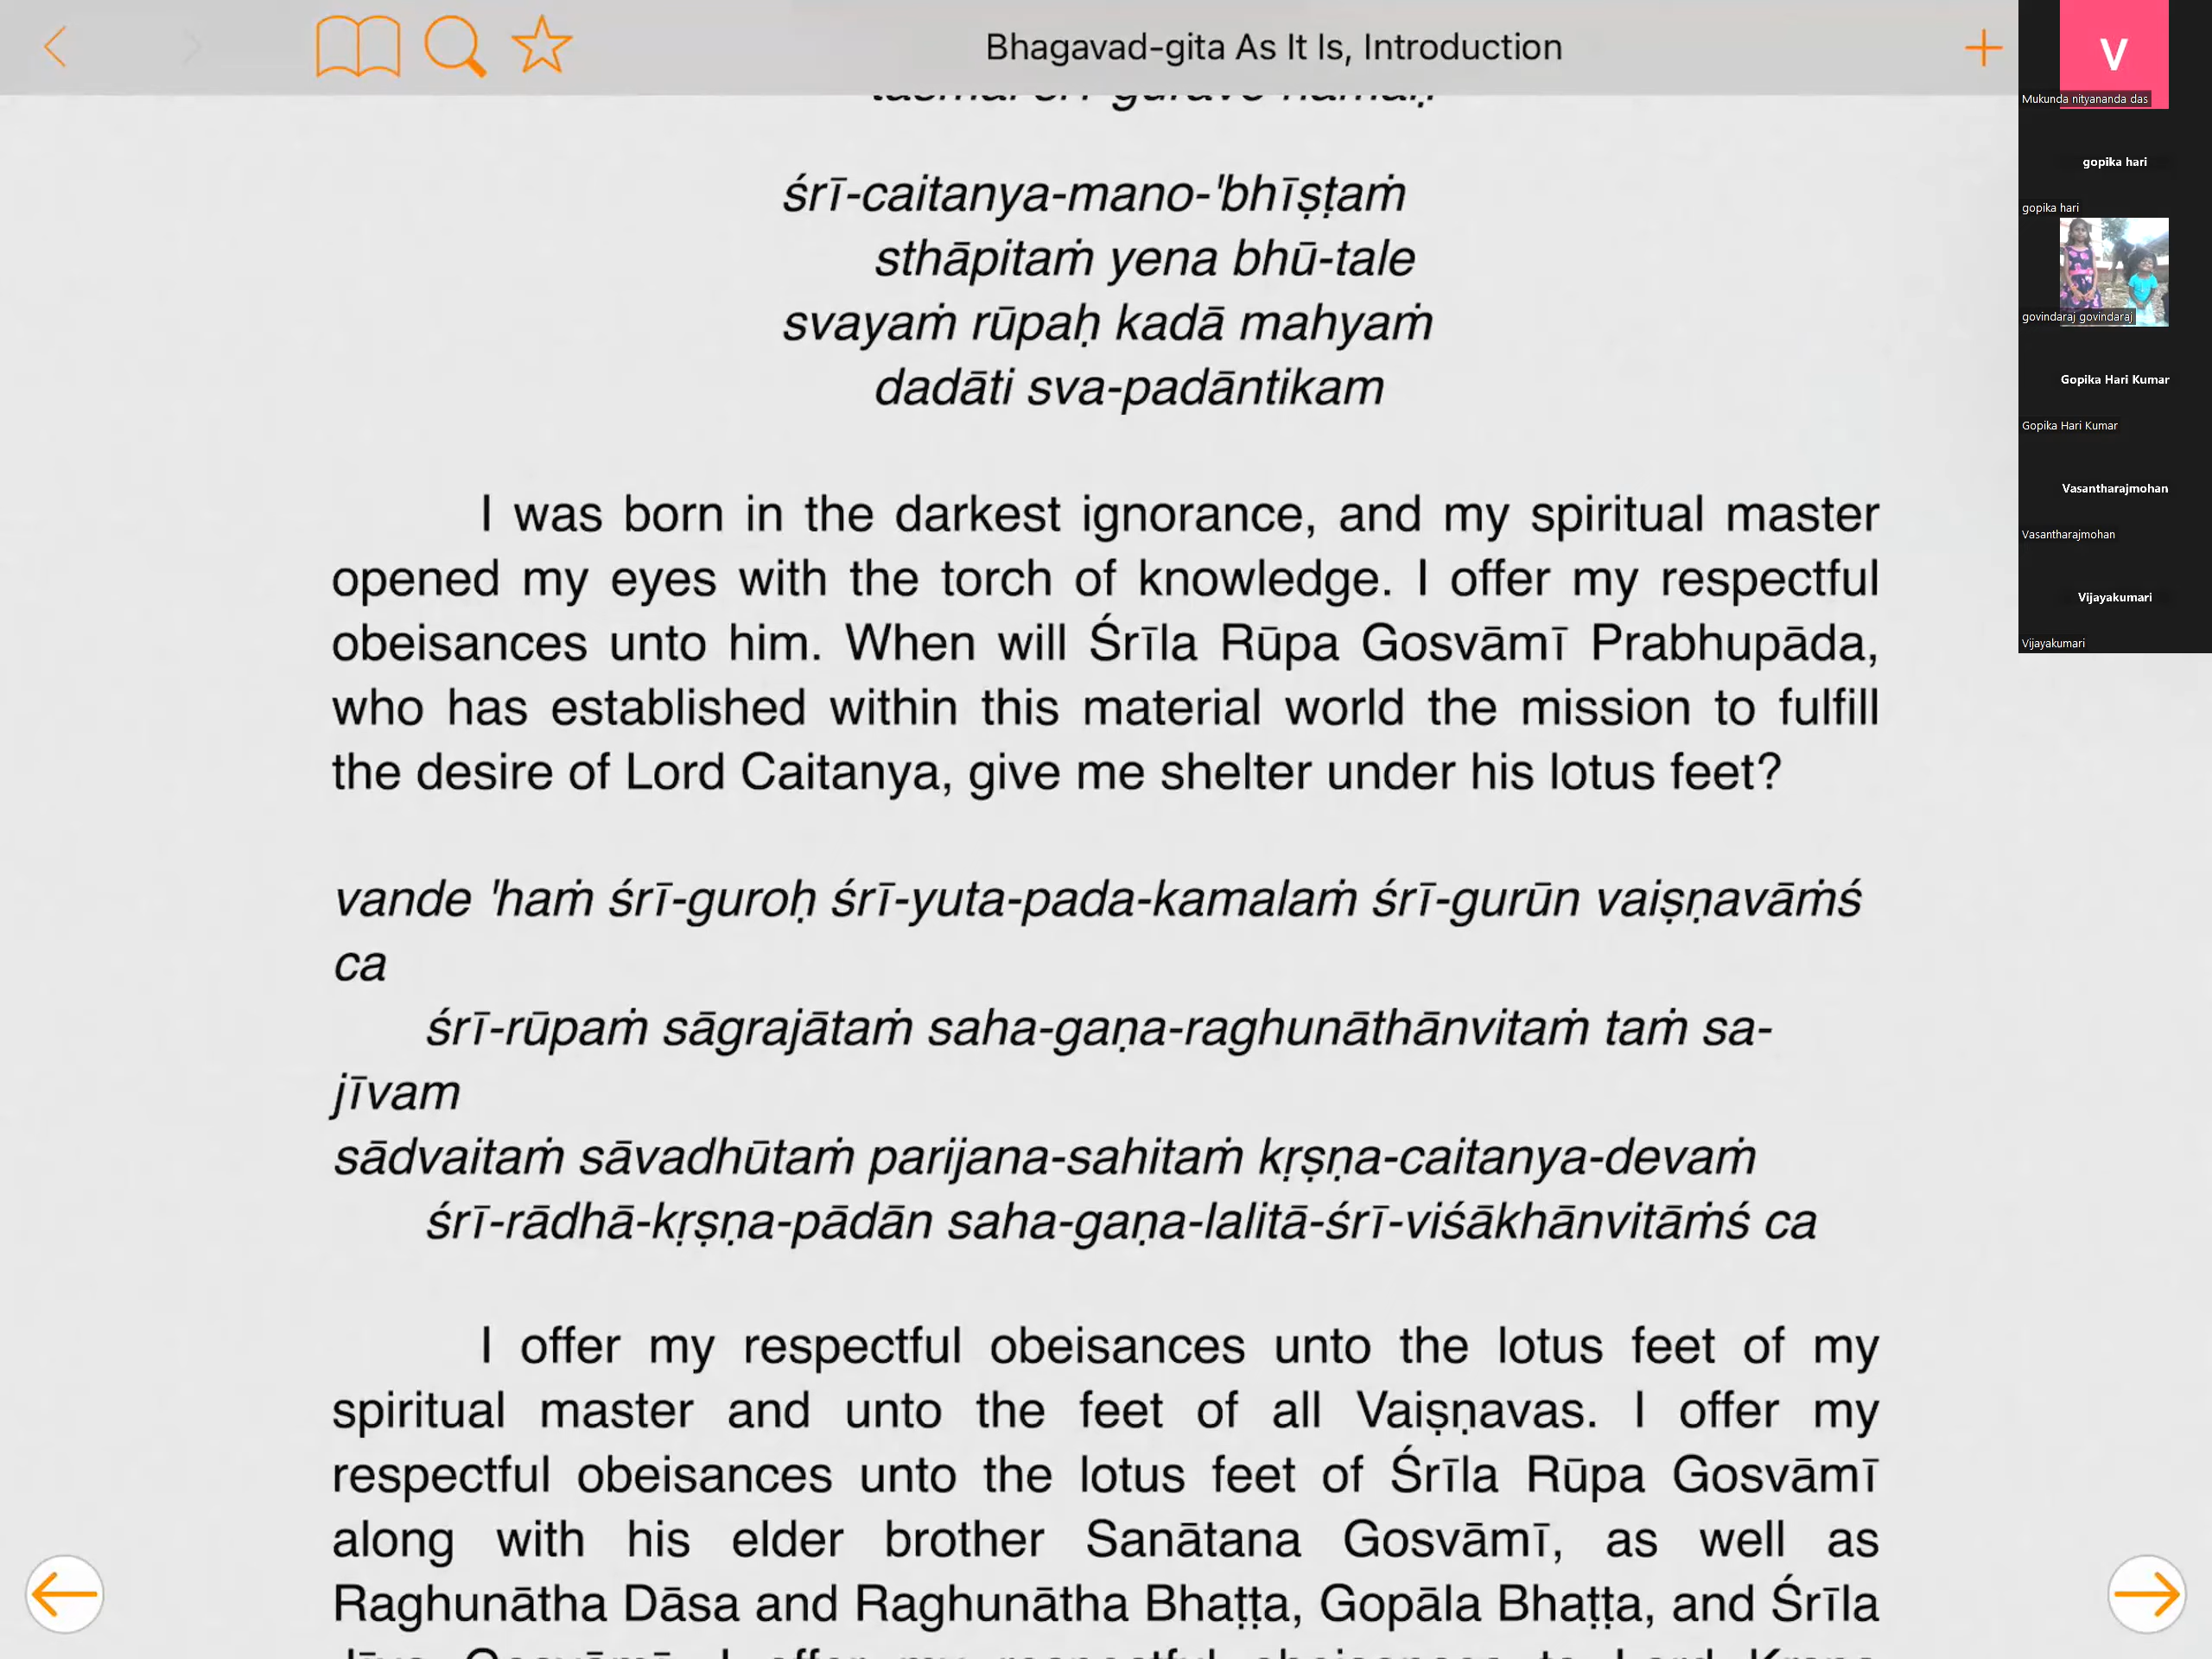 Bhagavad-gita As It Is, Introduction
śrī-caitanya-mano-'bhīṣṭaṁ
sthāpitaṁ yena bhū-tale
svayaṁ rūpaḥ kadā mahyaṁ
dadāti sva-padāntikam
I was born in the darkest ignorance, and my spiritual master
opened my eyes with the torch of knowledge. I offer my respectful
obeisances unto him. When will Śrīla Rūpa Gosvāmī Prabhupāda,
who has established within this material world the mission to fulfill
the desire of Lord Caitanya, give me shelter under his lotus feet?
vande 'haṁ śrī-guroḥ śrī-yuta-pada-kamalaṁ śrī-gurūn vaiṣṇavāṁś
ca
śrī-rūpaṁ sāgrajātaṁ saha-gaṇa-raghunāthānvitaṁ taṁ sa-
jīvam
sādvaitaṁ sāvadhūtaṁ parijana-sahitaṁ kṛṣṇa-caitanya-devaṁ
śrī-rādhā-kṛṣṇa-pādān saha-gaṇa-lalitā-śrī-viśākhānvitāṁś ca
I offer my respectful obeisances unto the lotus feet of my
spiritual master and unto the feet of all Vaiṣṇavas. I offer my
respectful obeisances unto the lotus feet of Śrīla Rūpa Gosvāmī
along with his elder brother Sanātana Gosvāmī, as well as
Raghunātha Dāsa and Raghunātha Bhaṭṭa, Gopāla Bhaṭṭa, and Śrīla
V
Mukunda nityananda das
gopika hari
gopika hari
govindaraj govindaraj
Gopika Hari Kumar
Gopika Hari Kumar
Vasantharajmohan
Vasantharajmohan
Vijayakumari
Vijayakumari